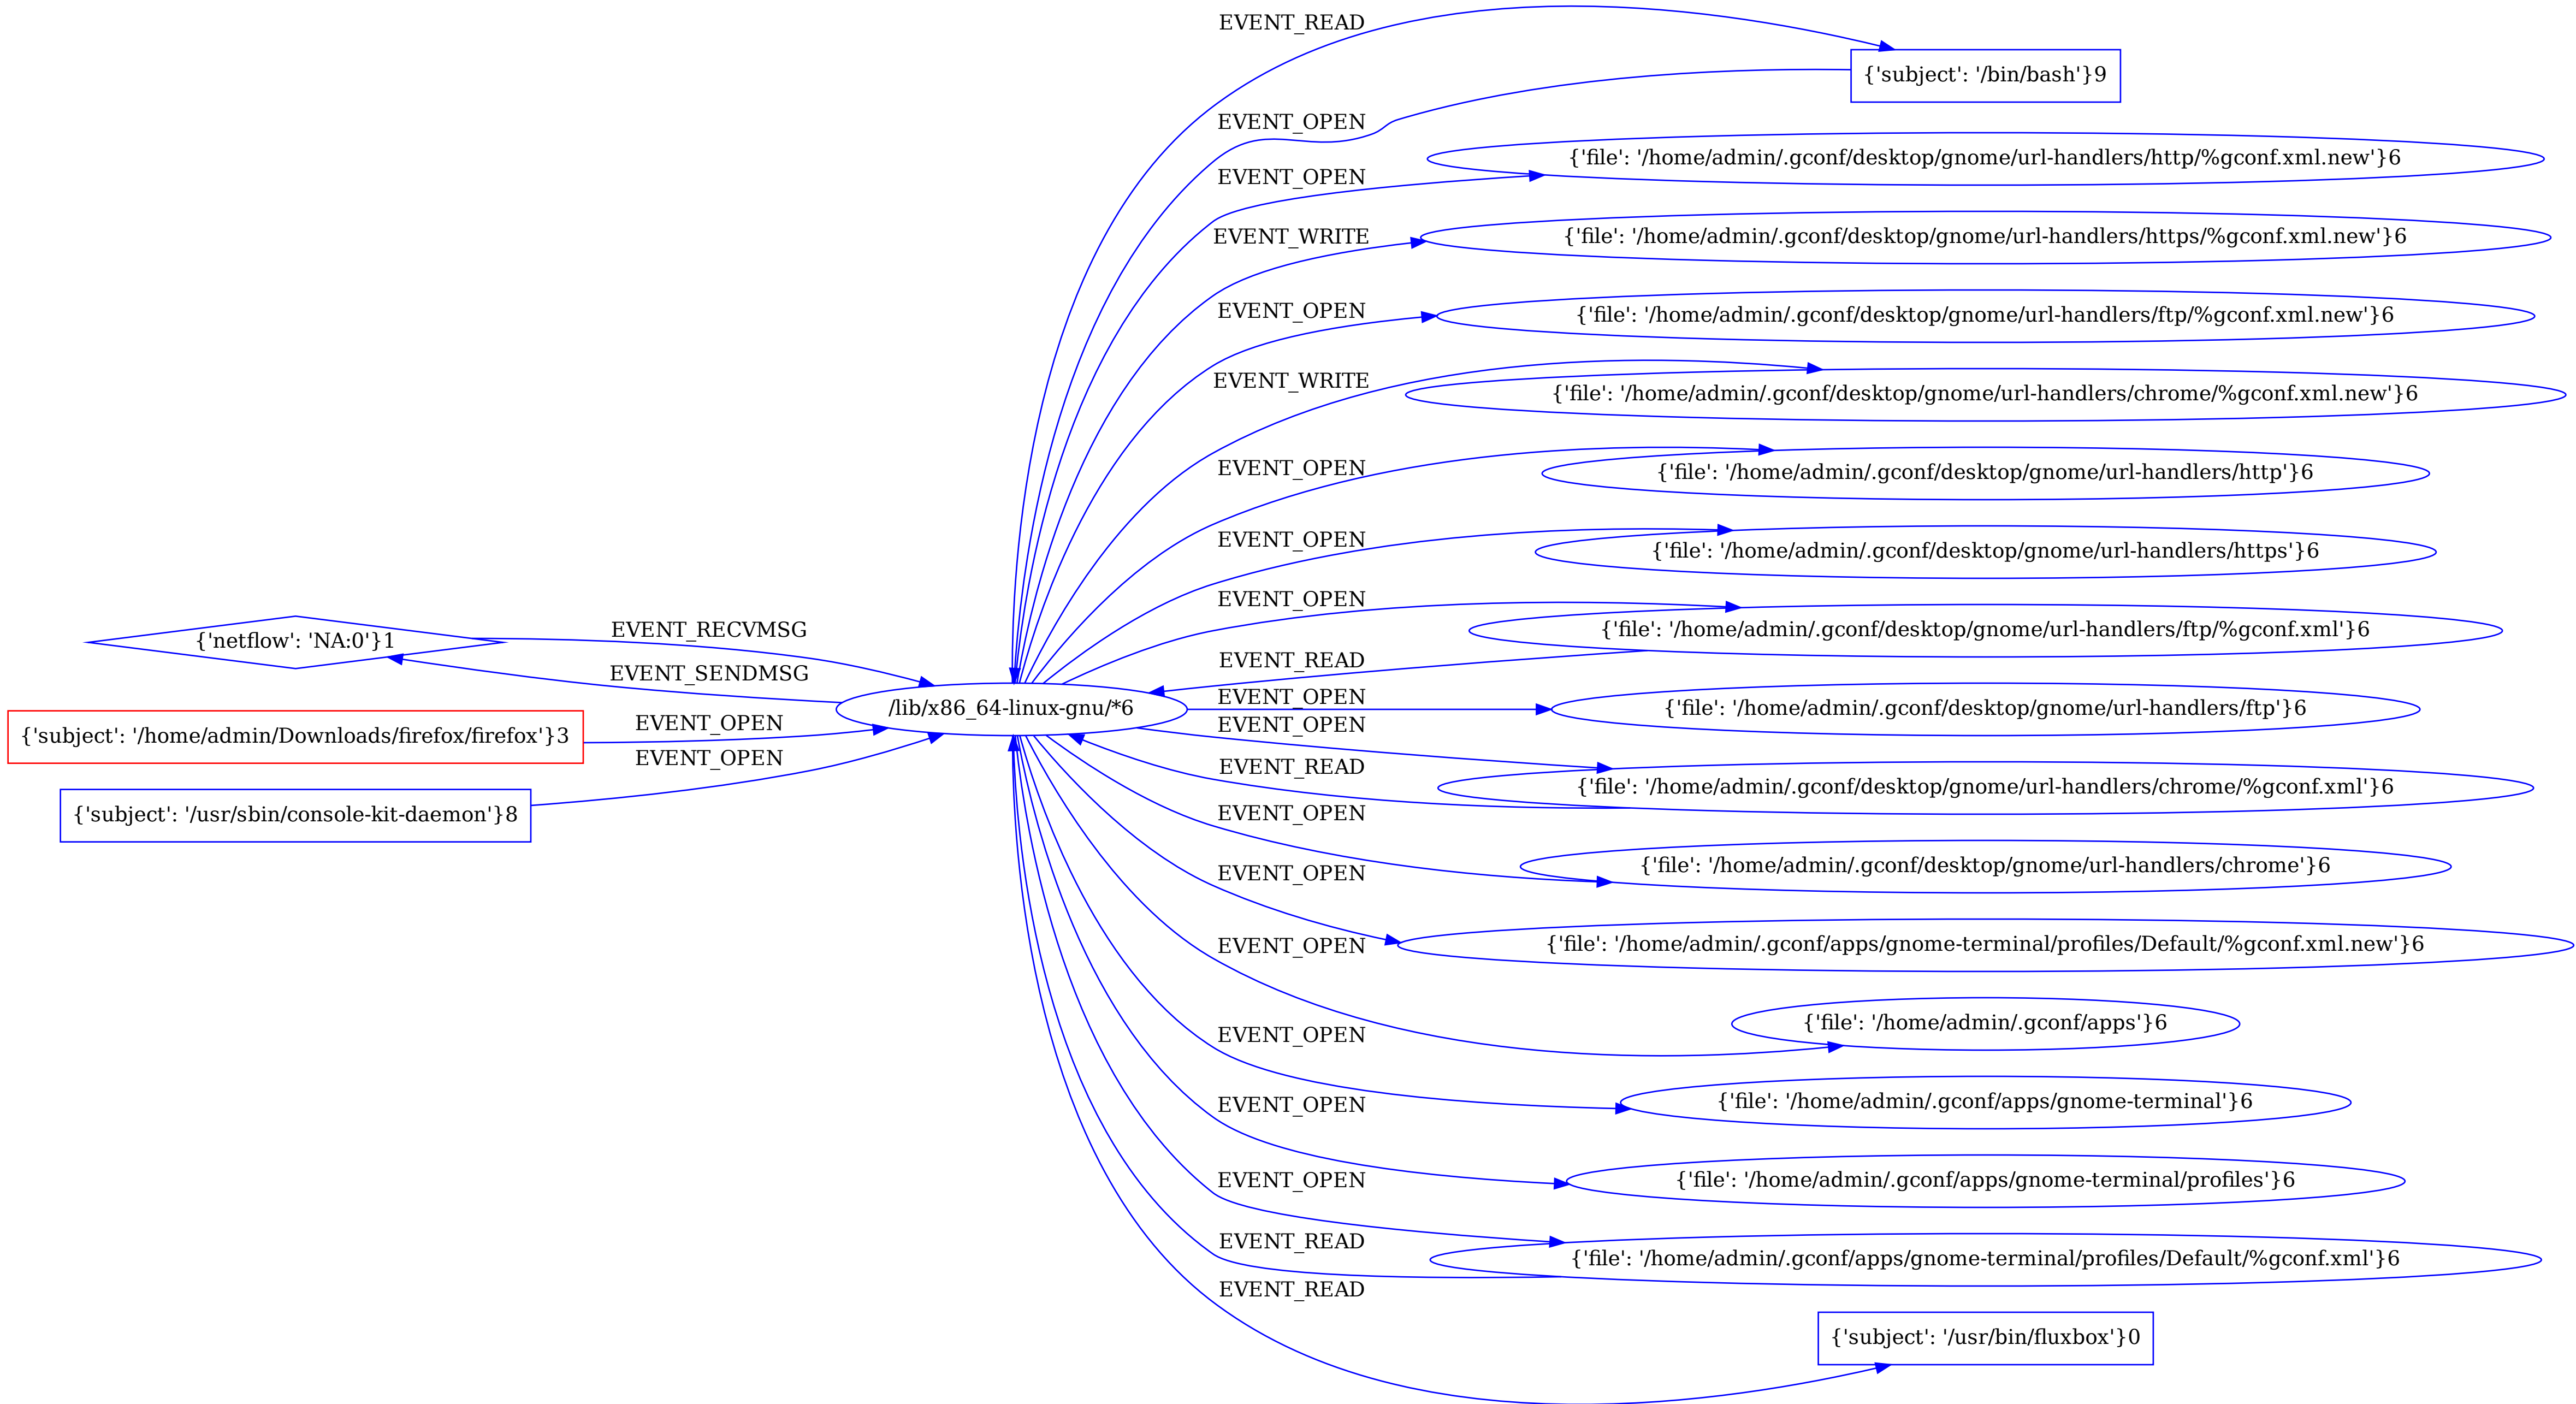 EVENT_READ
{'subject': '/bin/bash'}9
EVENT_OPEN
{'file': '/home/admin/.gconf/desktop/gnome/url-handlers/http/%gconf.xml.new'}6
EVENT_OPEN
EVENT_WRITE
{'file': '/home/admin/.gconf/desktop/gnome/url-handlers/https/%gconf.xml.new'}6
EVENT_OPEN
{'file': '/home/admin/.gconf/desktop/gnome/url-handlers/ftp/%gconf.xml.new'}6
EVENT_WRITE
{'file': '/home/admin/.gconf/desktop/gnome/url-handlers/chrome/%gconf.xml.new'}6
EVENT_OPEN
{'file': '/home/admin/.gconf/desktop/gnome/url-handlers/http'}6
EVENT_OPEN
{'file': '/home/admin/.gconf/desktop/gnome/url-handlers/https'}6
EVENT_OPEN
{'file': '/home/admin/.gconf/desktop/gnome/url-handlers/ftp/%gconf.xml'}6
{'netflow': 'NA:0'}1
EVENT_RECVMSG
EVENT_READ
EVENT_SENDMSG
EVENT_OPEN
/lib/x86_64-linux-gnu/*6
{'file': '/home/admin/.gconf/desktop/gnome/url-handlers/ftp'}6
{'subject': '/home/admin/Downloads/firefox/firefox'}3
EVENT_OPEN
EVENT_OPEN
EVENT_OPEN
EVENT_READ
{'file': '/home/admin/.gconf/desktop/gnome/url-handlers/chrome/%gconf.xml'}6
{'subject': '/usr/sbin/console-kit-daemon'}8
EVENT_OPEN
{'file': '/home/admin/.gconf/desktop/gnome/url-handlers/chrome'}6
EVENT_OPEN
{'file': '/home/admin/.gconf/apps/gnome-terminal/profiles/Default/%gconf.xml.new'}6
EVENT_OPEN
{'file': '/home/admin/.gconf/apps'}6
EVENT_OPEN
{'file': '/home/admin/.gconf/apps/gnome-terminal'}6
EVENT_OPEN
{'file': '/home/admin/.gconf/apps/gnome-terminal/profiles'}6
EVENT_OPEN
EVENT_READ
{'file': '/home/admin/.gconf/apps/gnome-terminal/profiles/Default/%gconf.xml'}6
EVENT_READ
{'subject': '/usr/bin/fluxbox'}0